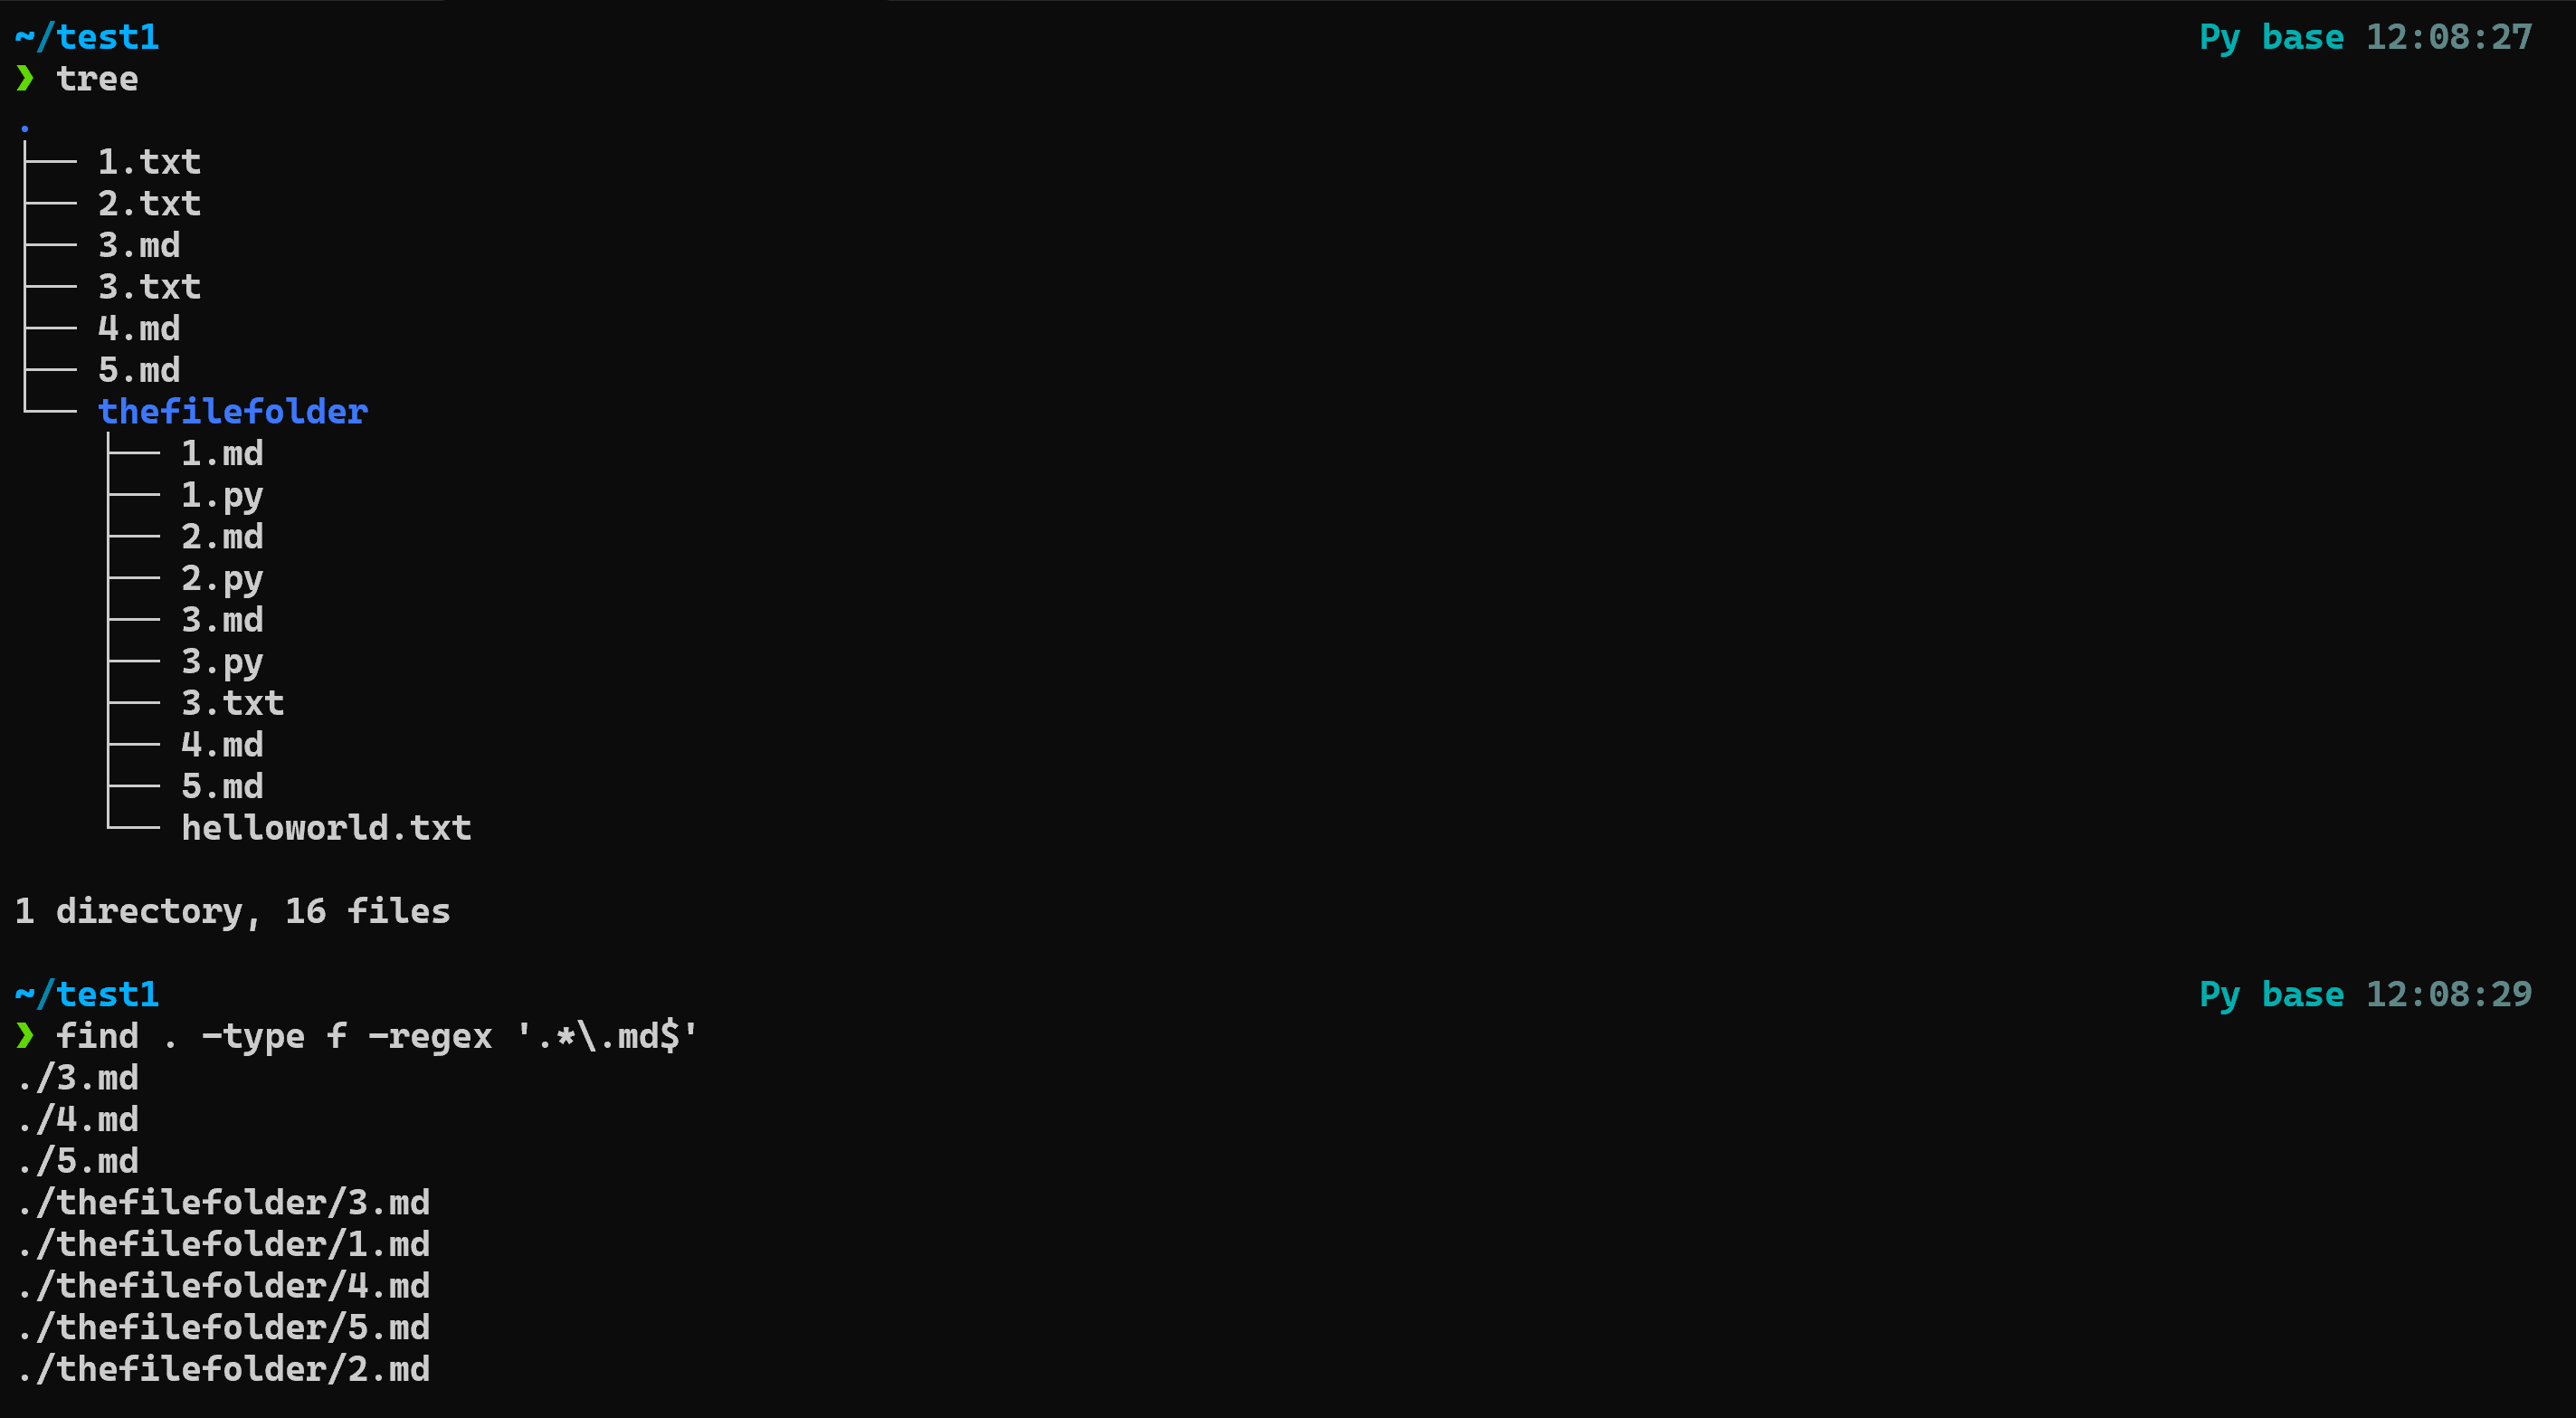 ~/test1 Py base 12:08:27
❯ tree
.
├── 1.txt
├── 2.txt
├── 3.md
├── 3.txt
├── 4.md
├── 5.md
└── thefilefolder
    ├── 1.md
    ├── 1.py
    ├── 2.md
    ├── 2.py
    ├── 3.md
    ├── 3.py
    ├── 3.txt
    ├── 4.md
    ├── 5.md
    └── helloworld.txt
1 directory, 16 files
~/test1 Py base 12:08:29
❯ find . -type f -regex '.*\.md$'
./3.md
./4.md
./5.md
./thefilefolder/3.md
./thefilefolder/1.md
./thefilefolder/4.md
./thefilefolder/5.md
./thefilefolder/2.md